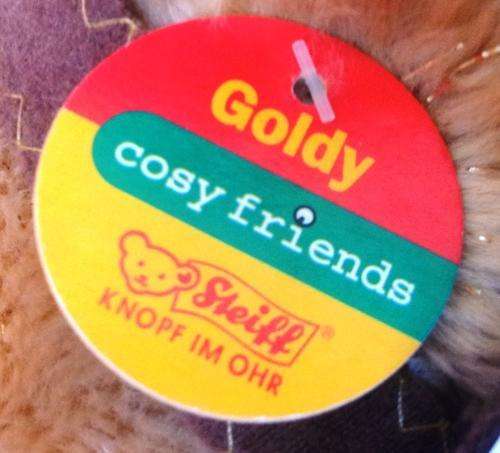 Goldy
cosy friends
Steiff®
KNOPF IM OHR